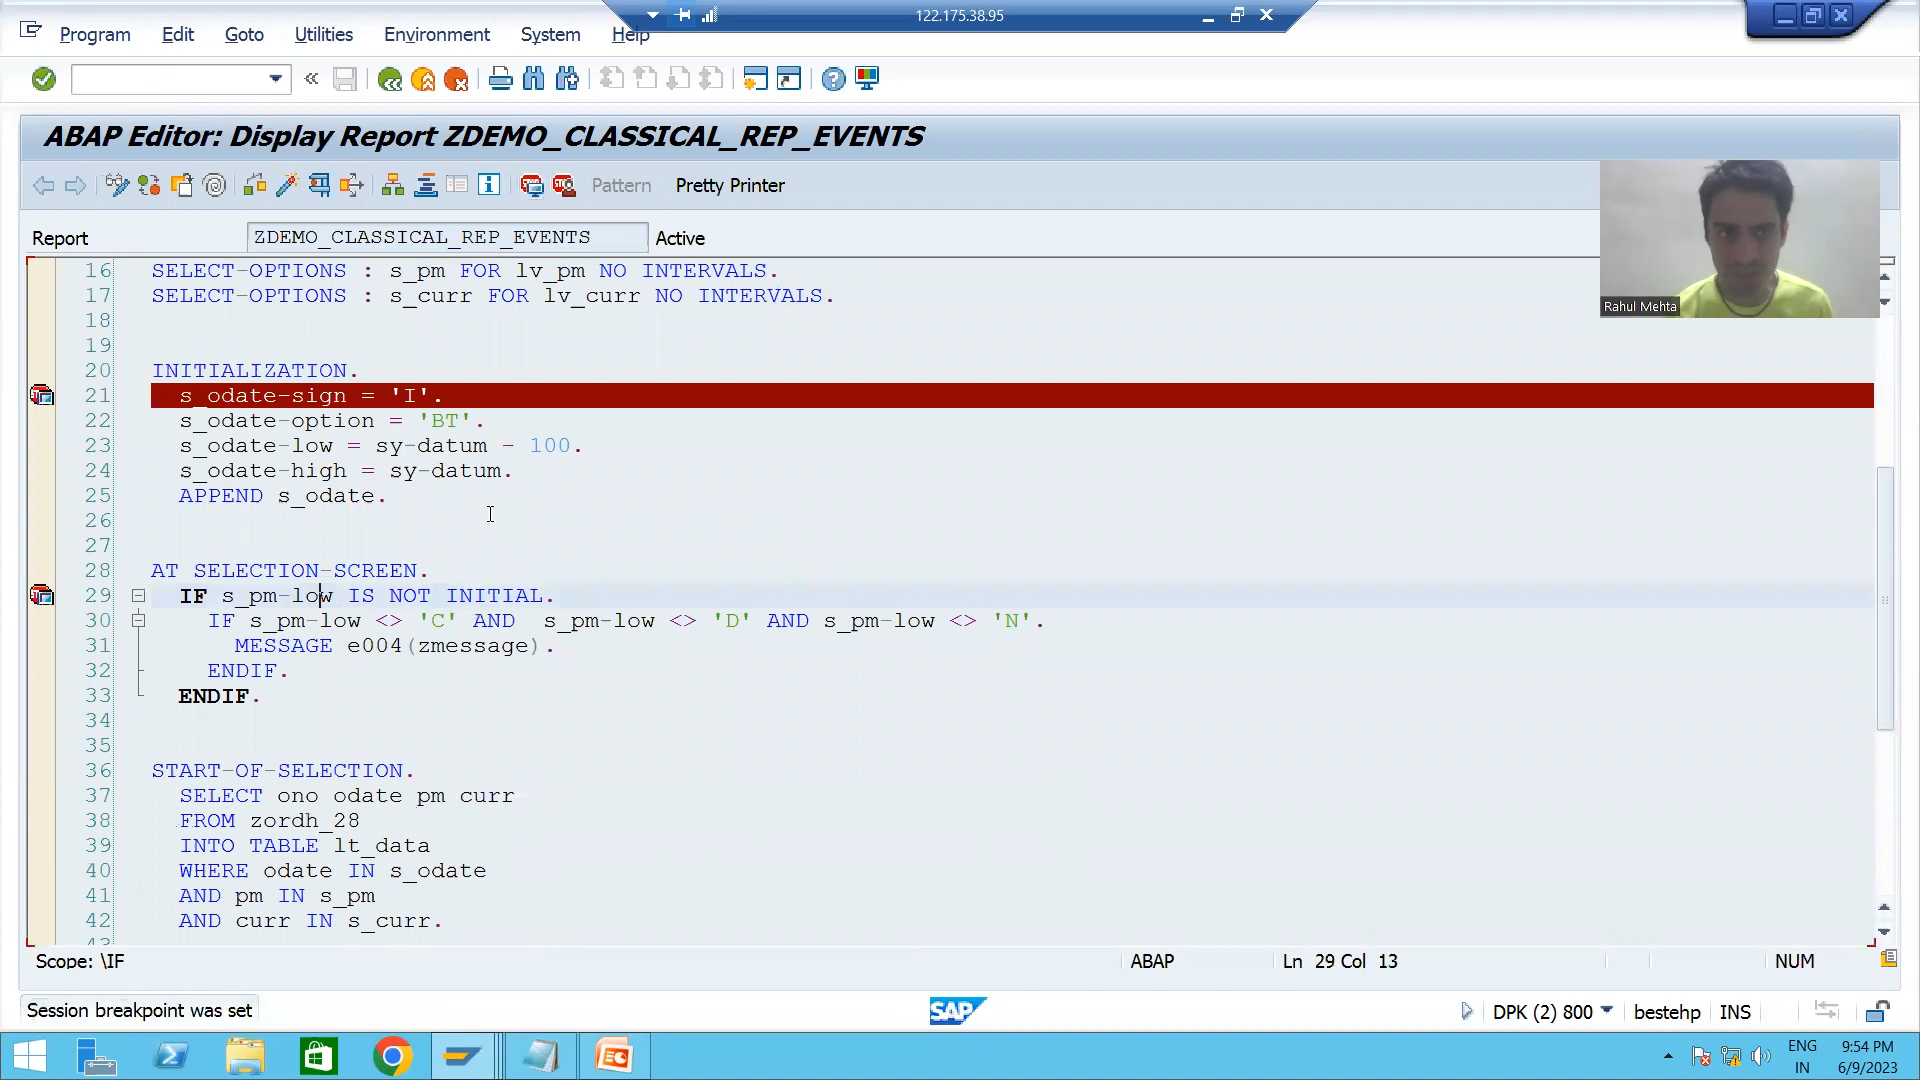 122.175.38.95
Program Edit Goto Utilities Environment System Help
ABAP Editor: Display Report ZDEMO_CLASSICAL_REP_EVENTS
Pattern Pretty Printer
Report ZDEMO_CLASSICAL_REP_EVENTS Active
Rahul Mehta
16 SELECT-OPTIONS : s_pm FOR lv_pm NO INTERVALS.
17 SELECT-OPTIONS : s_curr FOR lv_curr NO INTERVALS.
18
19
20 INITIALIZATION.
21 s_odate-sign = 'I'.
22 s_odate-option = 'BT'.
23 s_odate-low = sy-datum - 100.
24 s_odate-high = sy-datum.
25 APPEND s_odate.
26
27
28 AT SELECTION-SCREEN.
29 IF s_pm-low IS NOT INITIAL.
30 IF s_pm-low <> 'C' AND s_pm-low <> 'D' AND s_pm-low <> 'N'.
31 MESSAGE e004(zmessage).
32 ENDIF.
33 ENDIF.
34
35
36 START-OF-SELECTION.
37 SELECT ono odate pm curr
38 FROM zordh_28
39 INTO TABLE lt_data
40 WHERE odate IN s_odate
41 AND pm IN s_pm
42 AND curr IN s_curr.
43
Scope: \IF ABAP Ln 29 Col 13 NUM
Session breakpoint was set SAP DPK (2) 800 bestehp INS
ENG 9:54 PM
IN 6/9/2023